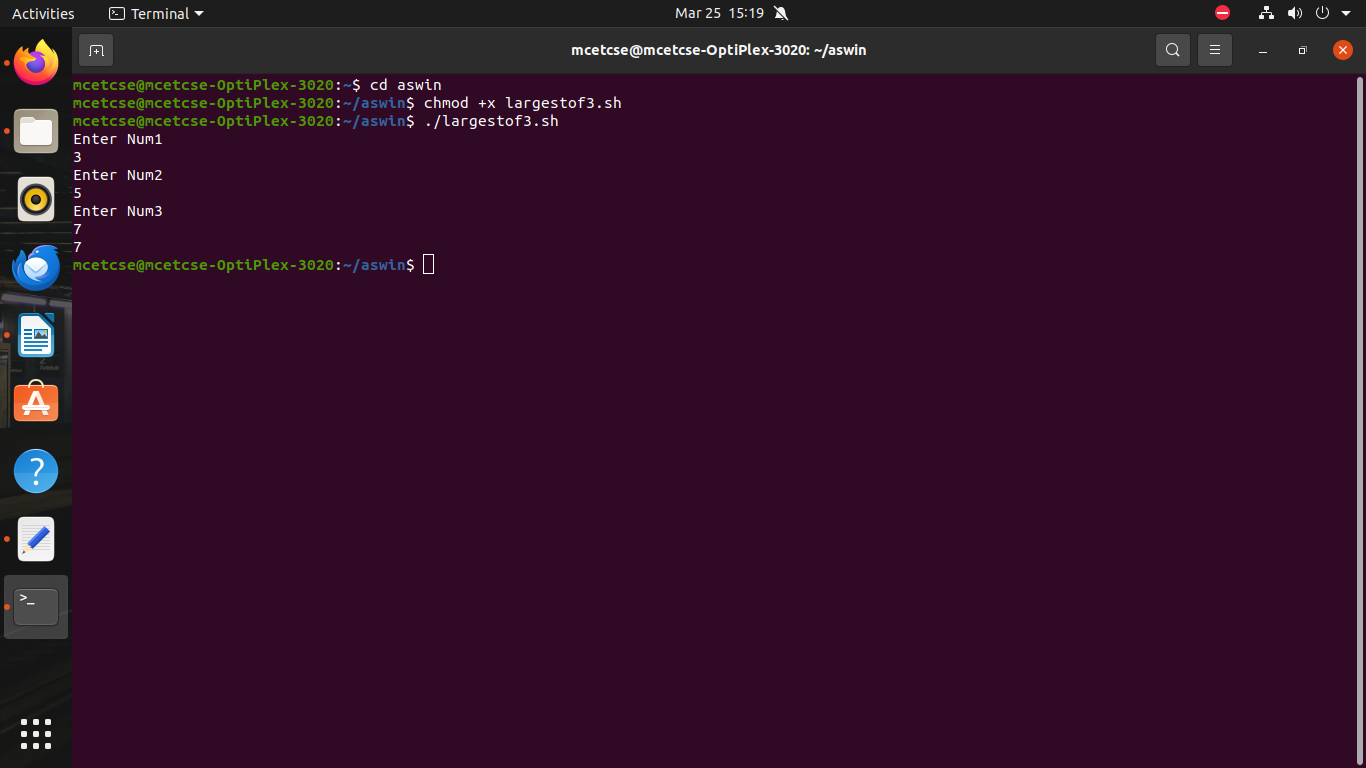 Activities
Terminal
Mar 25 15:19
mcetcse@mcetcse-OptiPlex-3020: ~/aswin
mcetcse@mcetcse-OptiPlex-3020:~$ cd aswin
mcetcse@mcetcse-OptiPlex-3020:~/aswin$ chmod +x largestof3.sh
mcetcse@mcetcse-OptiPlex-3020:~/aswin$ ./largestof3.sh
Enter Num1
3
Enter Num2
5
Enter Num3
7
7
mcetcse@mcetcse-OptiPlex-3020:~/aswin$